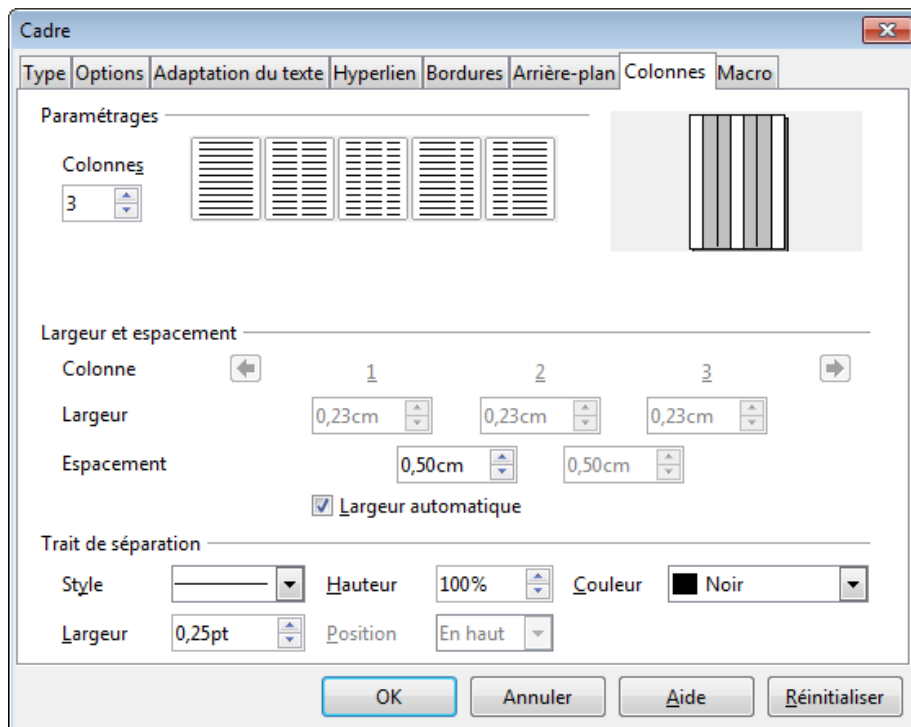 Cadre
Type Options Adaptation du texte Hyperlien Bordures Arrière-plan Colonnes Macro
Paramétrages
Colonnes
3
Largeur et espacement
Colonne 1 2 3
Largeur 0,23cm 0,23cm 0,23cm
Espacement 0,50cm 0,50cm
Largeur automatique
Trait de séparation
Style Hauteur 100% Couleur Noir
Largeur 0,25pt Position En haut
OK Annuler Aide Réinitialiser